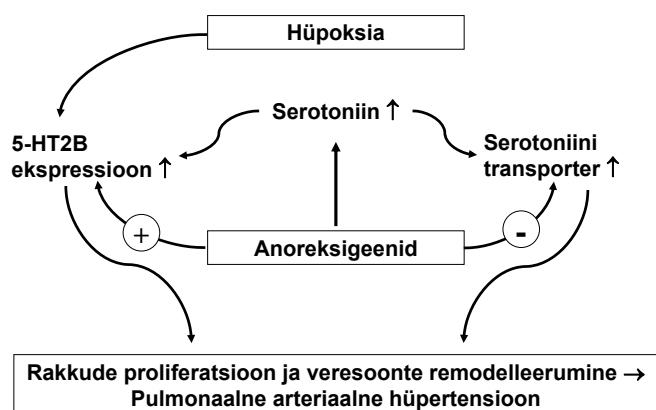 Hüpoksia
Serotoniin ↑
5-HT2B
ekspressioon ↑
Serotoniini
transporter ↑
+
Anoreksigeenid
-
Rakkude proliferatsioon ja veresoonte remodelleerumine →
Pulmonaalne arteriaalne hüpertensioon